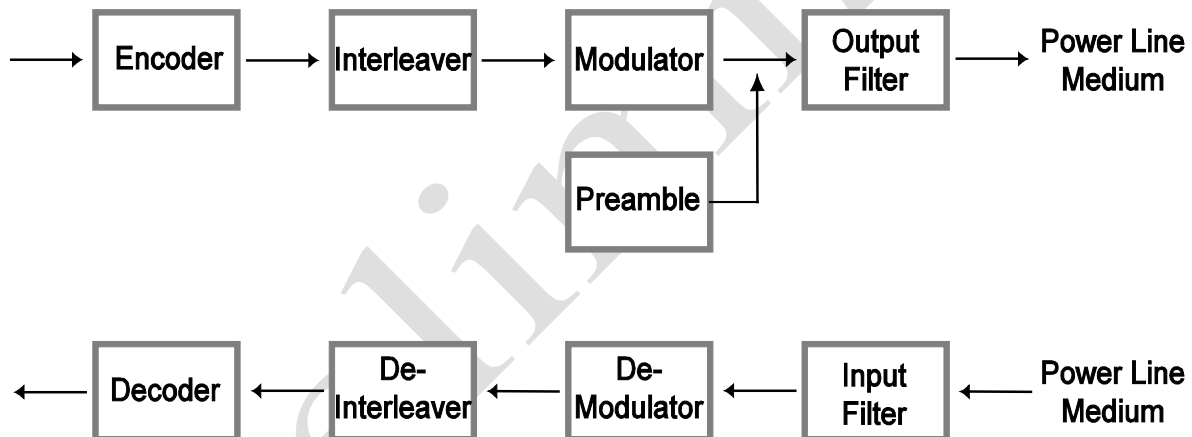 Encoder
Interleaver
Modulator
Output
Filter
Power Line
Medium
Preamble
Decoder
De-
Interleaver
De-
Modulator
Input
Filter
Power Line
Medium